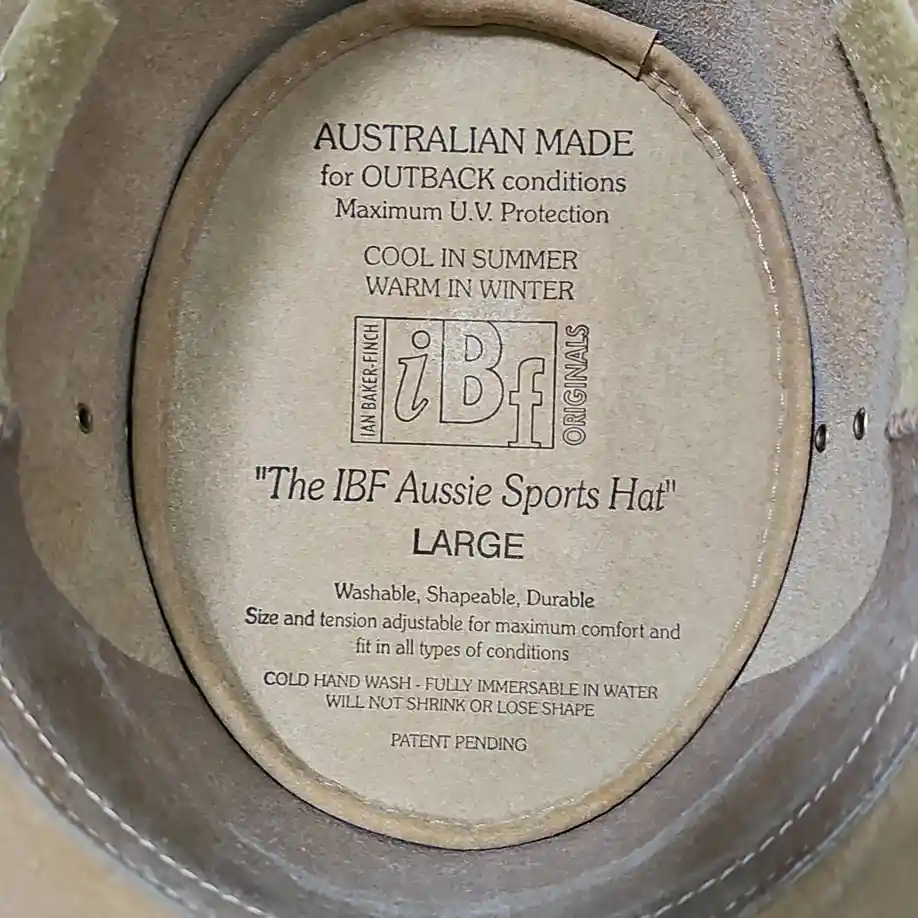 AUSTRALIAN MADE
for OUTBACK conditions
Maximum U.V. Protection
COOL IN SUMMER
WARM IN WINTER
IAN BAKER-FINCH
iBf
ORIGINALS
"The IBF Aussie Sports Hat"
LARGE
Washable, Shapeable, Durable
Size and tension adjustable for maximum comfort and
fit in all types of conditions
COLD HAND WASH - FULLY IMMERSABLE IN WATER
WILL NOT SHRINK OR LOSE SHAPE
PATENT PENDING